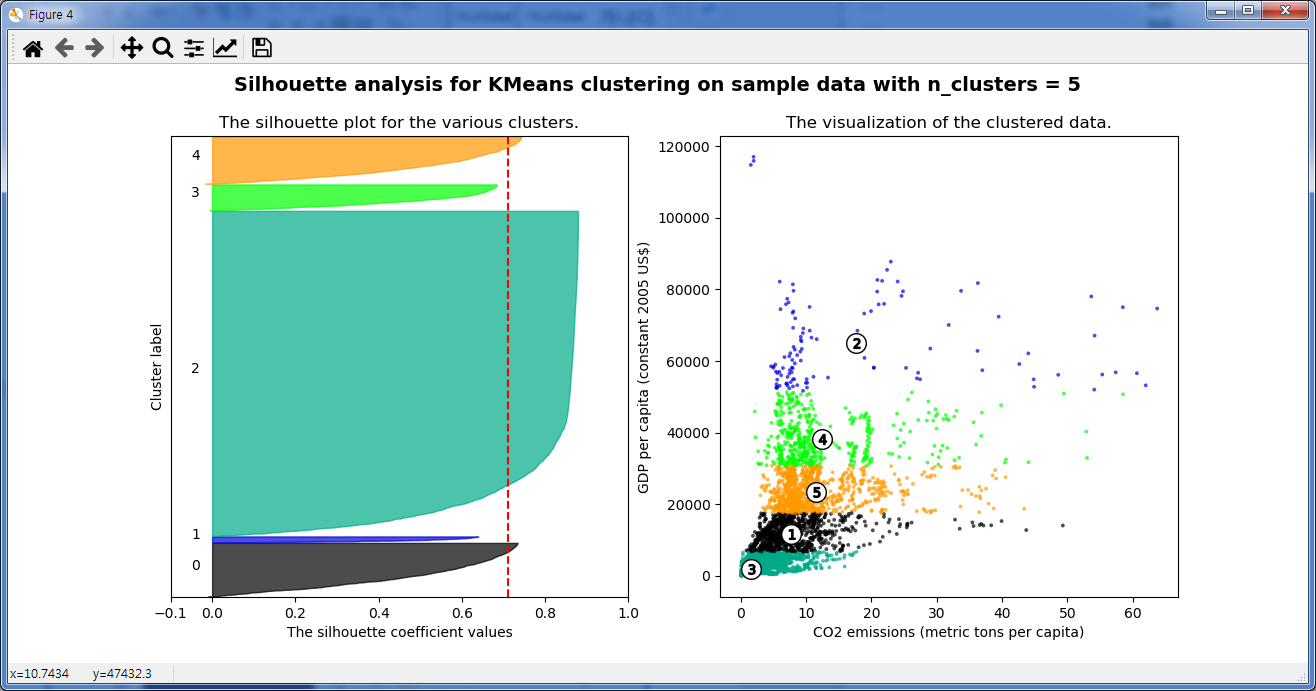 Figure 4
Silhouette analysis for KMeans clustering on sample data with n_clusters = 5
The silhouette plot for the various clusters.
Cluster label
4
3
2
1
0
−0.1 0.0 0.2 0.4 0.6 0.8 1.0
The silhouette coefficient values
The visualization of the clustered data.
GDP per capita (constant 2005 US$)
120000
100000
80000
60000
40000
20000
0
2
4
5
1
3
0 10 20 30 40 50 60
CO2 emissions (metric tons per capita)
x=10.7434 y=47432.3